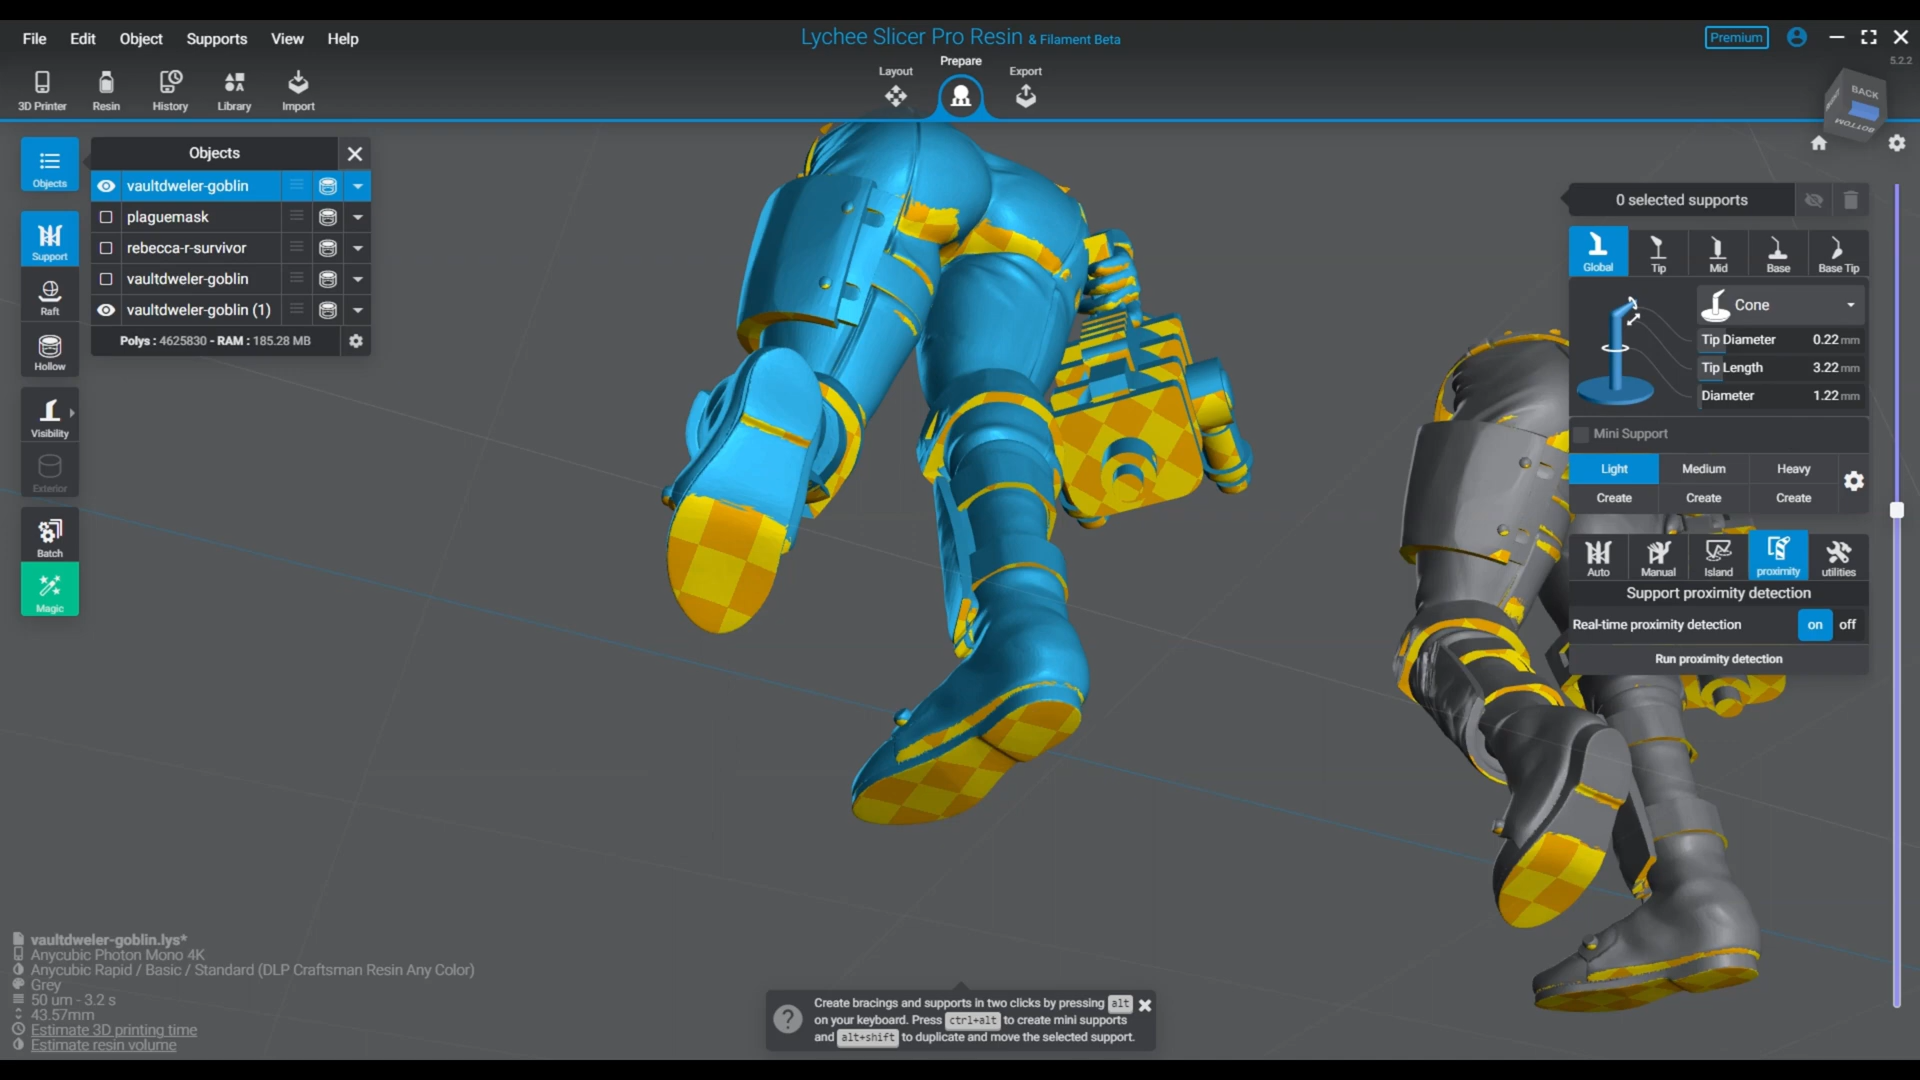 File Edit Object Supports View Help
Lychee Slicer Pro Resin & Filament Beta
Premium
5.2.2
3D Printer Resin History Library Import
Layout Prepare Export
BACK
BOTTOM
Objects
Objects
vaultdweler-goblin
plaguemask
rebecca-r-survivor
vaultdweler-goblin
vaultdweler-goblin (1)
Polys : 4625830 - RAM : 185.28 MB
Support
Raft
Hollow
Visibility
Exterior
Batch
Magic
0 selected supports
Global Tip Mid Base Base Tip
Cone
Tip Diameter 0.22 mm
Tip Length 3.22 mm
Diameter 1.22 mm
Mini Support
Light Medium Heavy
Create Create Create
Auto Manual Island proximity utilities
Support proximity detection
Real-time proximity detection on off
Run proximity detection
vaultdweler-goblin.lys*
Anycubic Photon Mono 4K
Anycubic Rapid / Basic / Standard (DLP Craftsman Resin Any Color)
Grey
50 um - 3.2 s
43.57mm
Estimate 3D printing time
Estimate resin volume
Create bracings and supports in two clicks by pressing alt
on your keyboard. Press ctrl+alt to create mini supports
and alt+shift to duplicate and move the selected support.